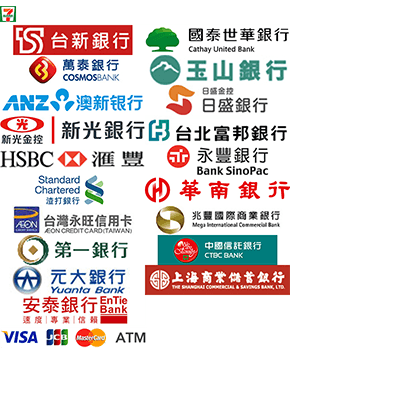 台新銀行
國泰世華銀行
Cathay United Bank
萬泰銀行
COSMOSBANK
玉山銀行
ANZ 澳新银行
日盛金控
日盛銀行
新光金控
新光銀行
台北富邦銀行
HSBC 滙豐
永豐銀行
Bank SinoPac
Standard
Chartered
渣打銀行
華南銀行
AEON
台灣永旺信用卡
ÆON CREDIT CARD(TAIWAN)
兆豐國際商業銀行
Mega International Commercial Bank
第一銀行
We are family
中國信託銀行
CTBC BANK
元大銀行
Yuanta Bank
上海商業儲蓄銀行
THE SHANGHAI COMMERCIAL & SAVINGS BANK, LTD.
安泰銀行 EnTie Bank
速度|專業|信賴
VISA JCB MasterCard ATM